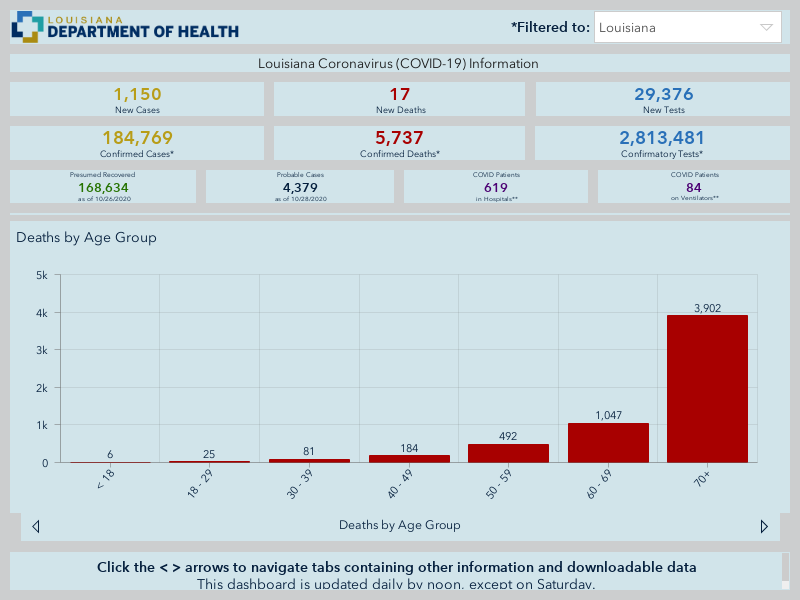 LOUISIANA
DEPARTMENT OF HEALTH
*Filtered to: Louisiana
Louisiana Coronavirus (COVID-19) Information
1,150 17 29,376
New Cases New Deaths New Tests
184,769 5,737 2,813,481
Confirmed Cases* Confirmed Deaths* Confirmatory Tests*
Presumed Recovered Probable Cases COVID Patients COVID Patients
168,634 4,379 619 84
as of 10/26/2020 as of 10/28/2020 in Hospitals** on Ventilators**
Deaths by Age Group
5k
4k
3k
2k
1k
0
6 25 81 184 492 1,047 3,902
< 18 18 - 29 30 - 39 40 - 49 50 - 59 60 - 69 70+
Deaths by Age Group
Click the < > arrows to navigate tabs containing other information and downloadable data
This dashboard is updated daily by noon, except on Saturday.